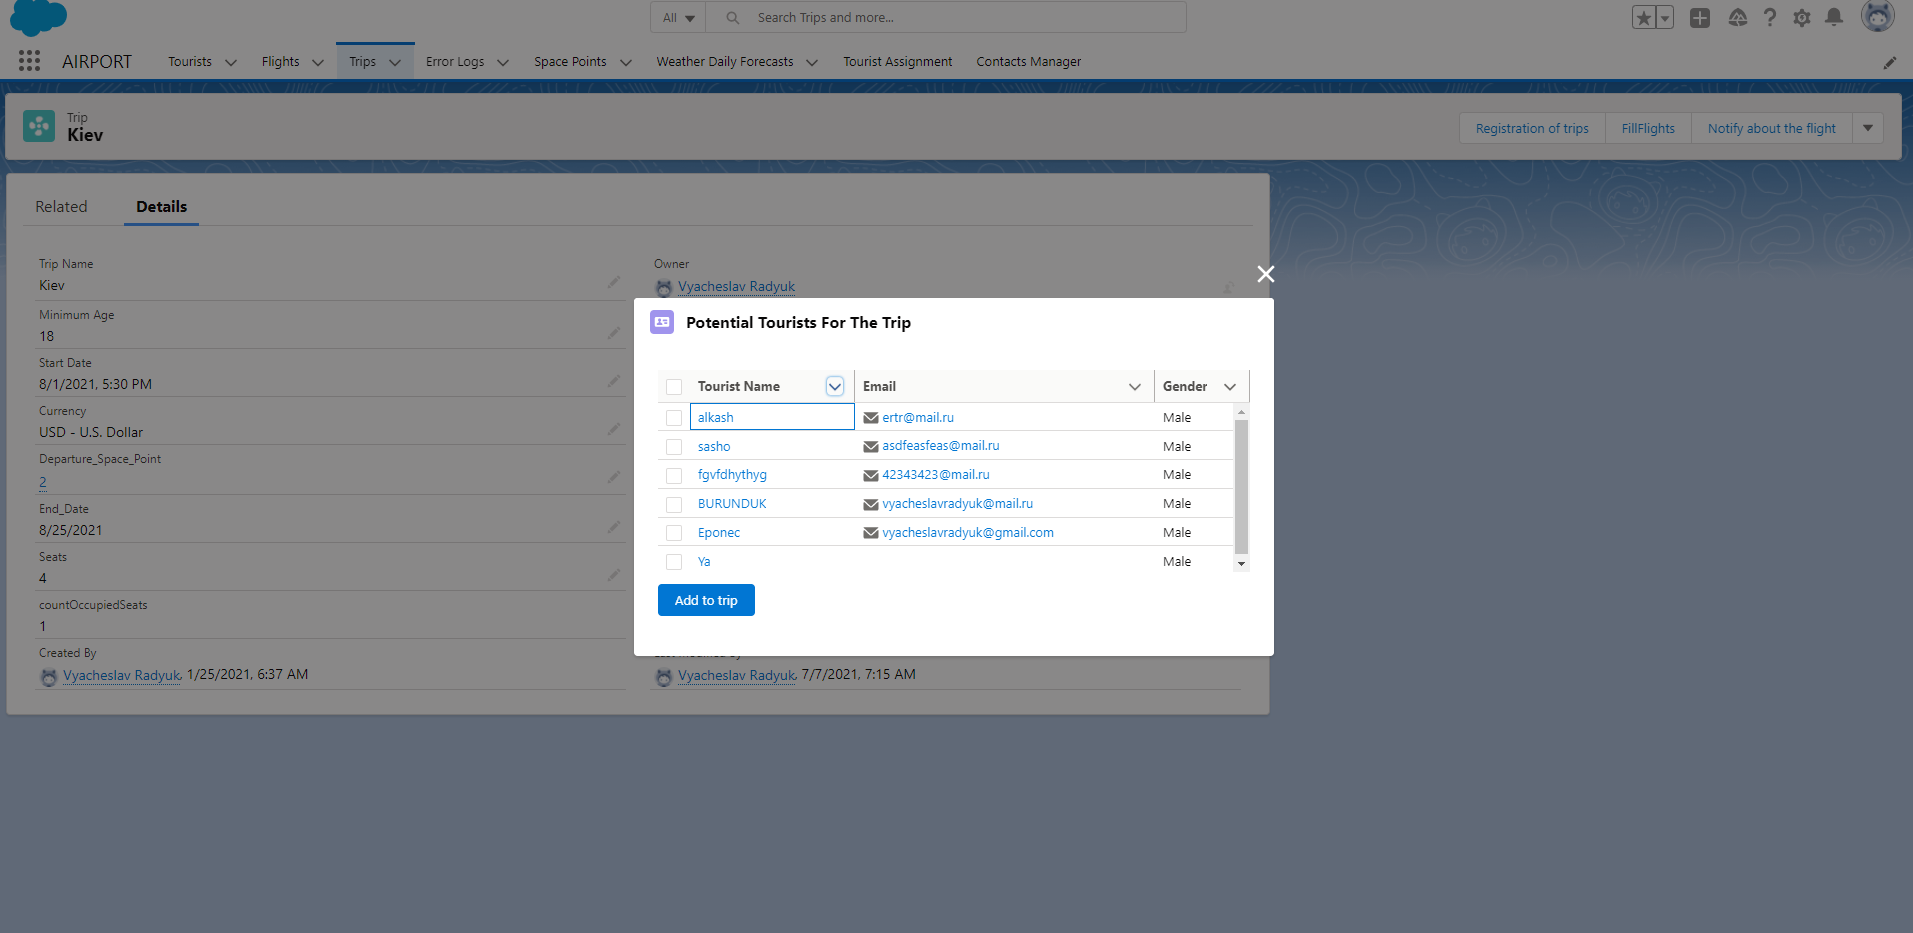 All
Search Trips and more...
AIRPORT
Tourists
Flights
Trips
Error Logs
Space Points
Weather Daily Forecasts
Tourist Assignment
Contacts Manager
Trip
Kiev
Registration of trips
FillFlights
Notify about the flight
Related
Details
Trip Name
Kiev
Minimum Age
18
Start Date
8/1/2021, 5:30 PM
Currency
USD - U.S. Dollar
Departure_Space_Point
2
End_Date
8/25/2021
Seats
4
countOccupiedSeats
1
Created By
Vyacheslav Radyuk, 1/25/2021, 6:37 AM
Owner
Vyacheslav Radyuk
Potential Tourists For The Trip
Tourist Name Email Gender
alkash ertr@mail.ru Male
sasho asdfeasfeas@mail.ru Male
fgvfdhythyg 42343423@mail.ru Male
BURUNDUK vyacheslavradyuk@mail.ru Male
Eponec vyacheslavradyuk@gmail.com Male
Ya Male
Add to trip
Last Modified By
Vyacheslav Radyuk, 7/7/2021, 7:15 AM